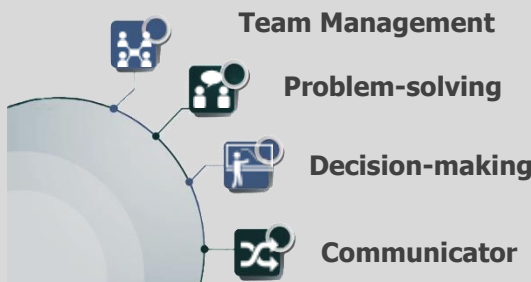 Team Management
Problem-solving
Decision-making
Communicator